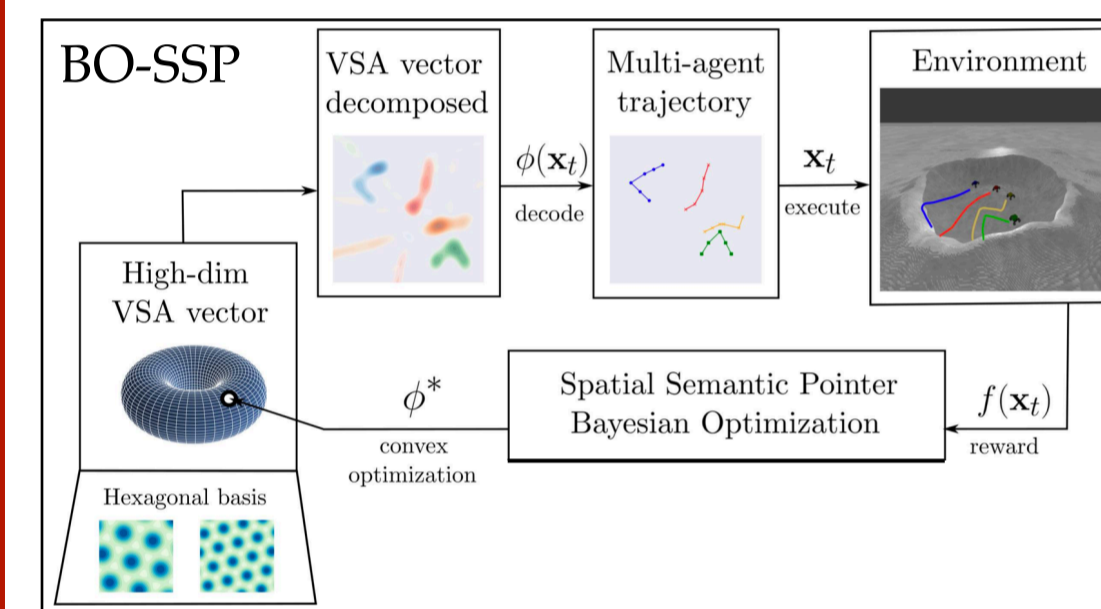 BO-SSP
VSA vector
decomposed
ϕ(x_t)
decode
Multi-agent
trajectory
x_t
execute
Environment
High-dim
VSA vector
ϕ*
convex
optimization
Spatial Semantic Pointer
Bayesian Optimization
f(x_t)
reward
Hexagonal basis